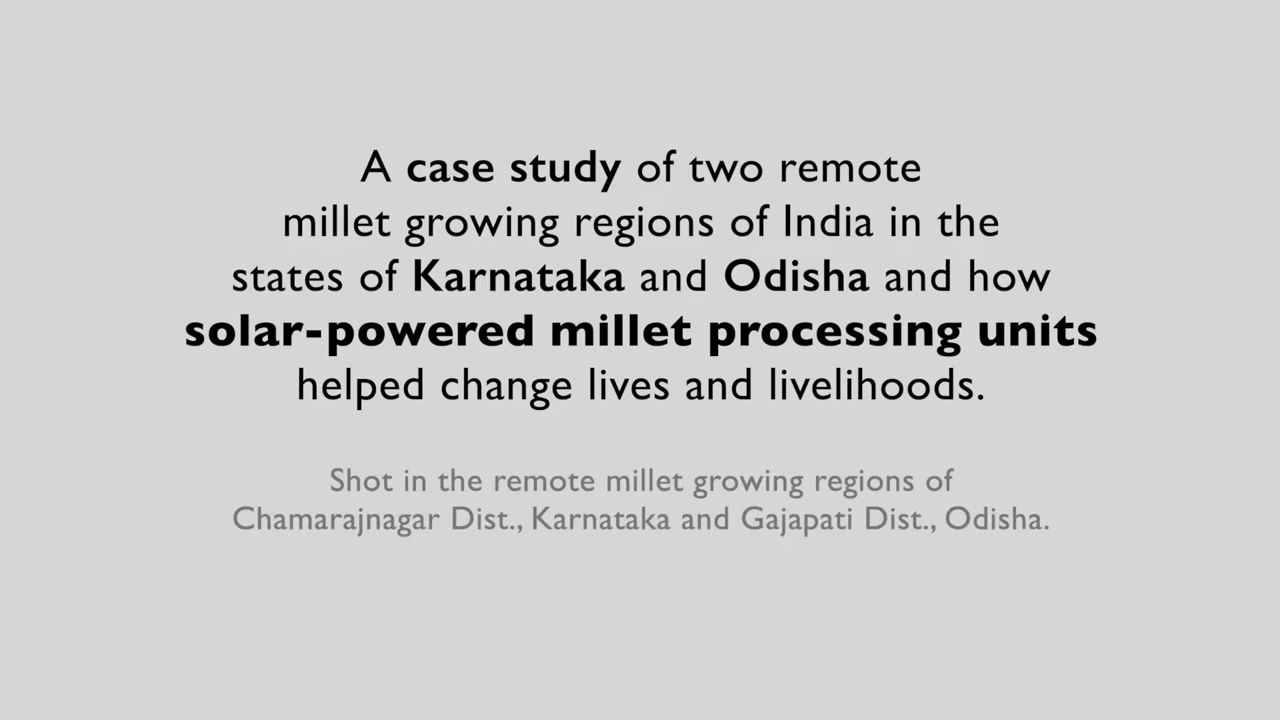 A case study of two remote
millet growing regions of India in the
states of Karnataka and Odisha and how
solar-powered millet processing units
helped change lives and livelihoods.
Shot in the remote millet growing regions of
Chamarajnagar Dist., Karnataka and Gajapati Dist., Odisha.